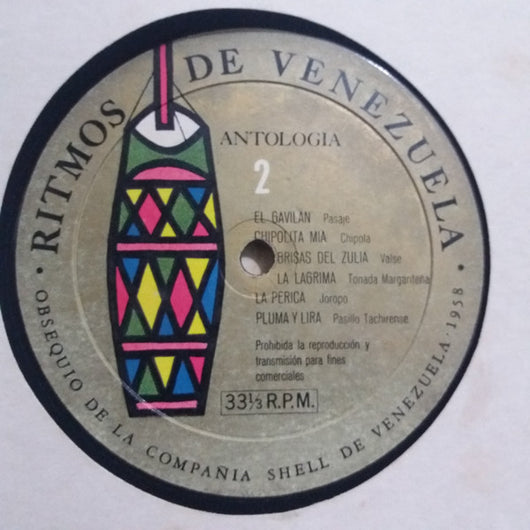 · RITMOS DE VENEZUELA ·
ANTOLOGIA
2
EL GAVILAN Pasaje
CHIPOLITA MIA Chipola
BRISAS DEL ZULIA Valse
LA LAGRIMA Tonada Margariteña
LA PERICA Joropo
PLUMA Y LIRA Pasillo Tachirense
Prohibida la reproducción y
transmisión para fines
comerciales
33⅓ R.P.M.
OBSEQUIO DE LA COMPAÑIA SHELL DE VENEZUELA · 1958